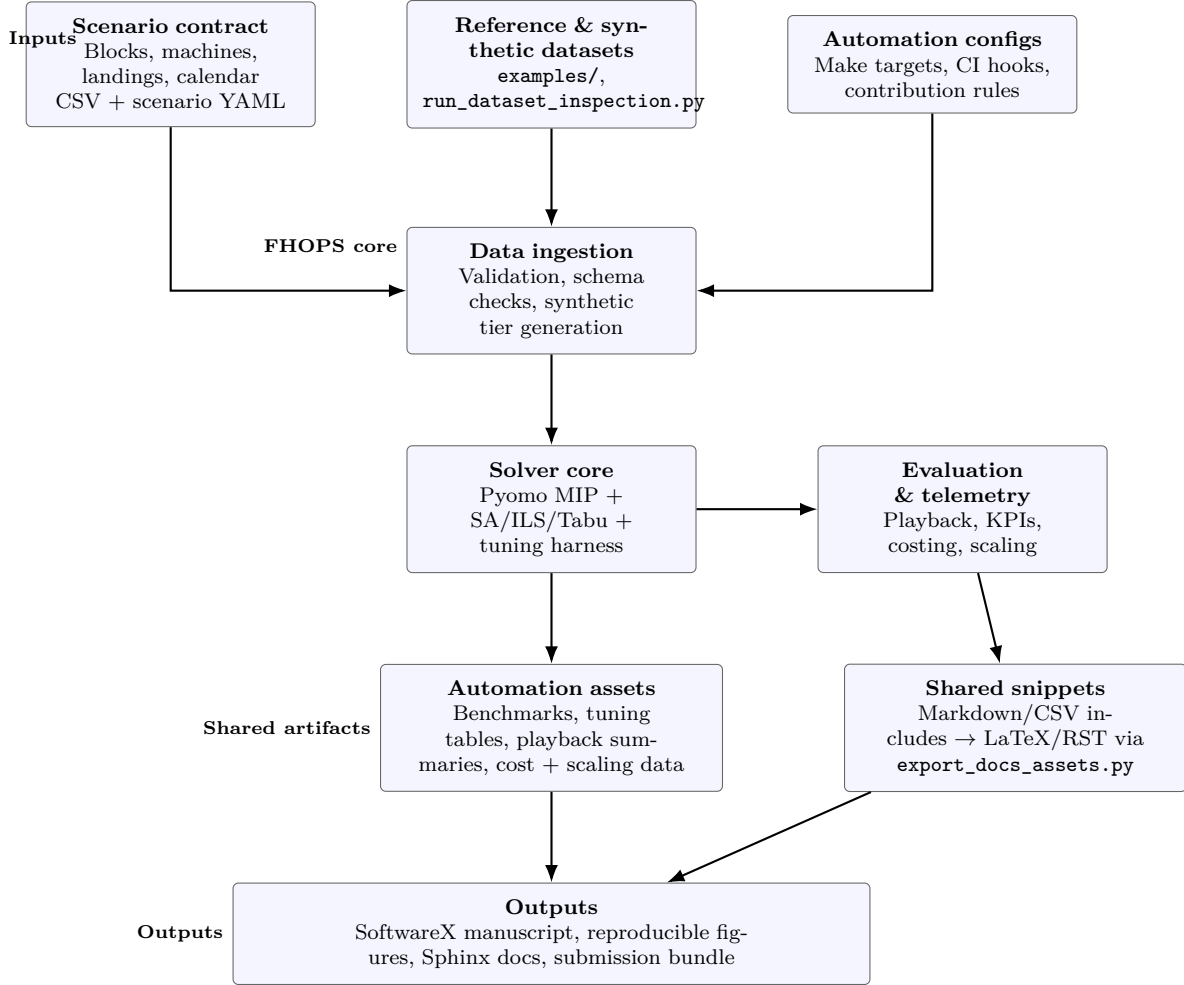 Inputs
Scenario contract
Blocks, machines,
landings, calendar
CSV + scenario YAML
Reference & syn-
thetic datasets
examples/,
run_dataset_inspection.py
Automation configs
Make targets, CI hooks,
contribution rules
FHOPS core
Data ingestion
Validation, schema
checks, synthetic
tier generation
Solver core
Pyomo MIP +
SA/ILS/Tabu +
tuning harness
Evaluation
& telemetry
Playback, KPIs,
costing, scaling
Shared artifacts
Automation assets
Benchmarks, tuning
tables, playback sum-
maries, cost + scaling data
Shared snippets
Markdown/CSV in-
cludes → LaTeX/RST via
export_docs_assets.py
Outputs
Outputs
SoftwareX manuscript, reproducible fig-
ures, Sphinx docs, submission bundle